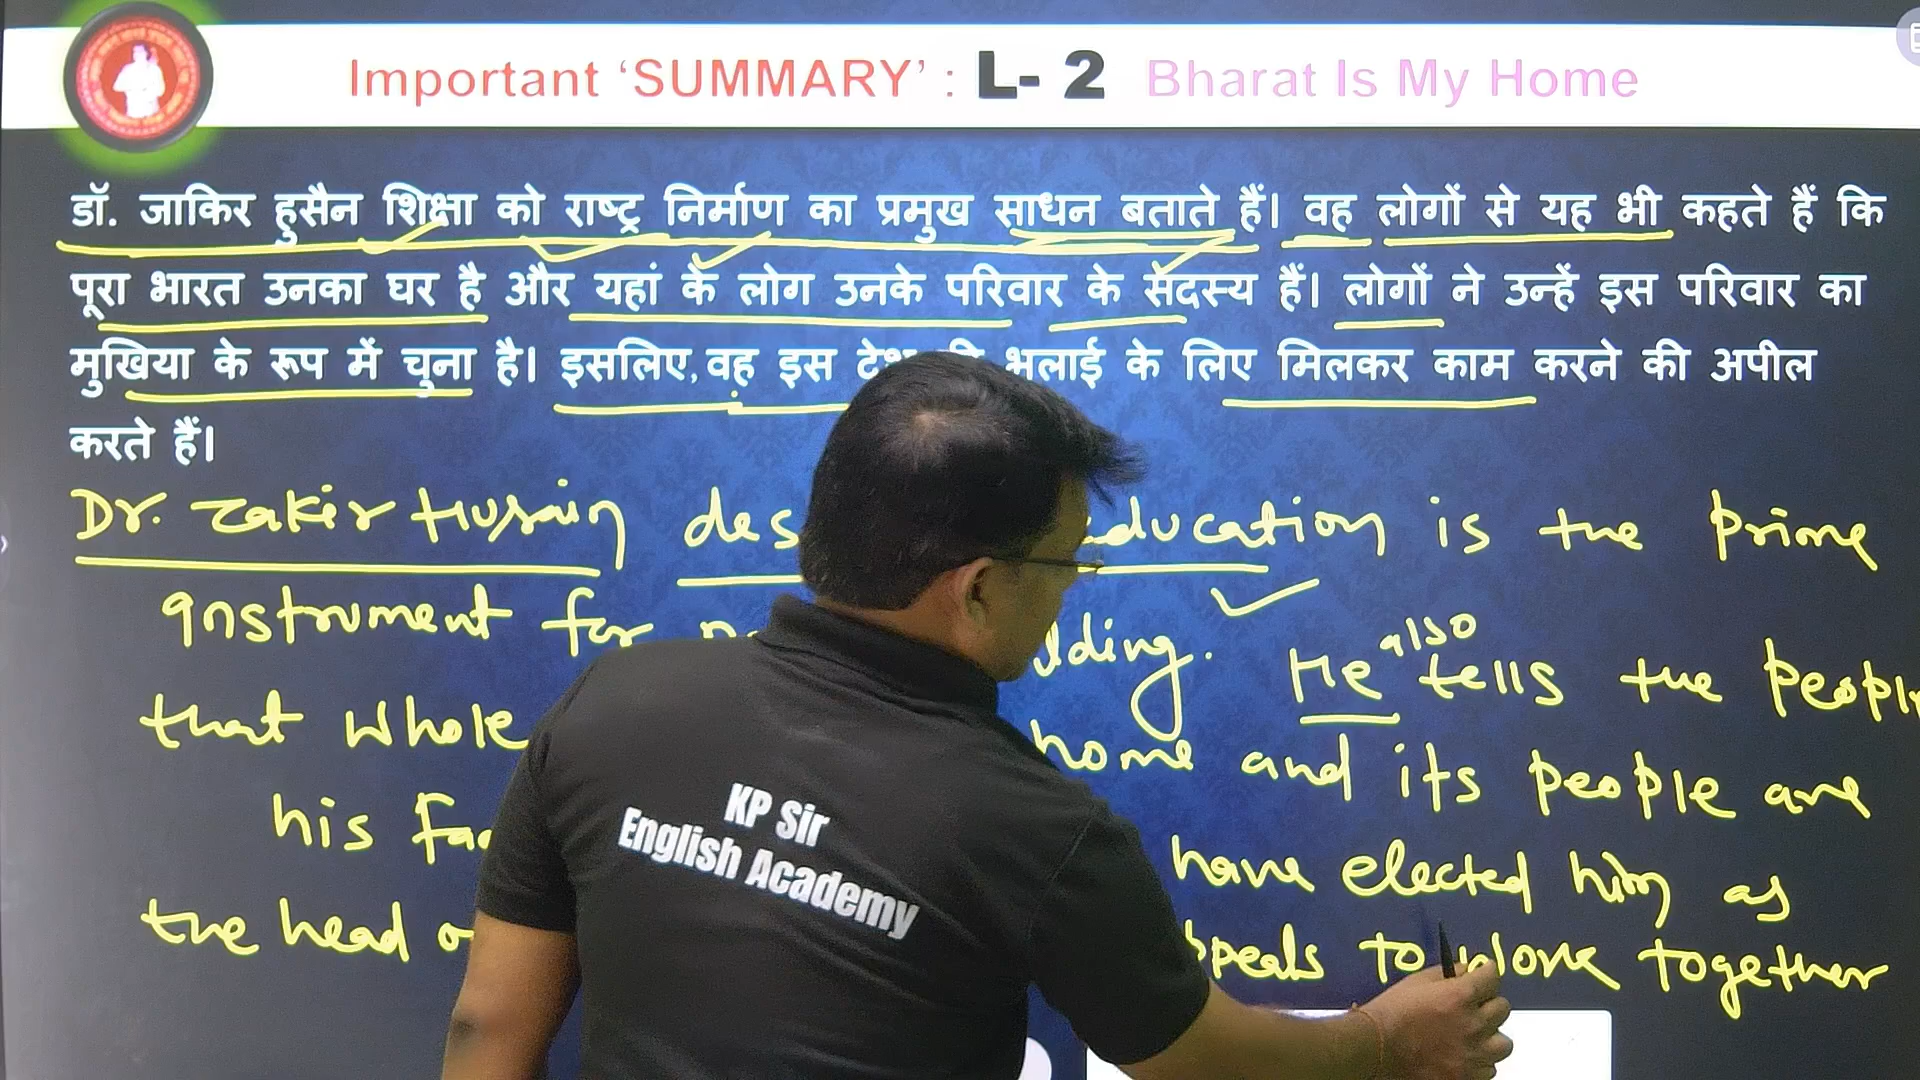 Important ‘SUMMARY’ : L- 2 Bharat Is My Home
डॉ. जाकिर हुसैन शिक्षा को राष्ट्र निर्माण का प्रमुख साधन बताते हैं। वह लोगों से यह भी कहते हैं कि
पूरा भारत उनका घर है और यहां के लोग उनके परिवार के सदस्य हैं। लोगों ने उन्हें इस परिवार का
मुखिया के रूप में चुना है। इसलिए, वह इस भलाई के लिए मिलकर काम करने की अपील
करते हैं।
Dr. Zakir Husain des education is the prime
instrument for lding. He also tells the people
that whole home and its people are
his have elected him as
the head ppeals to work together
KP Sir
English Academy